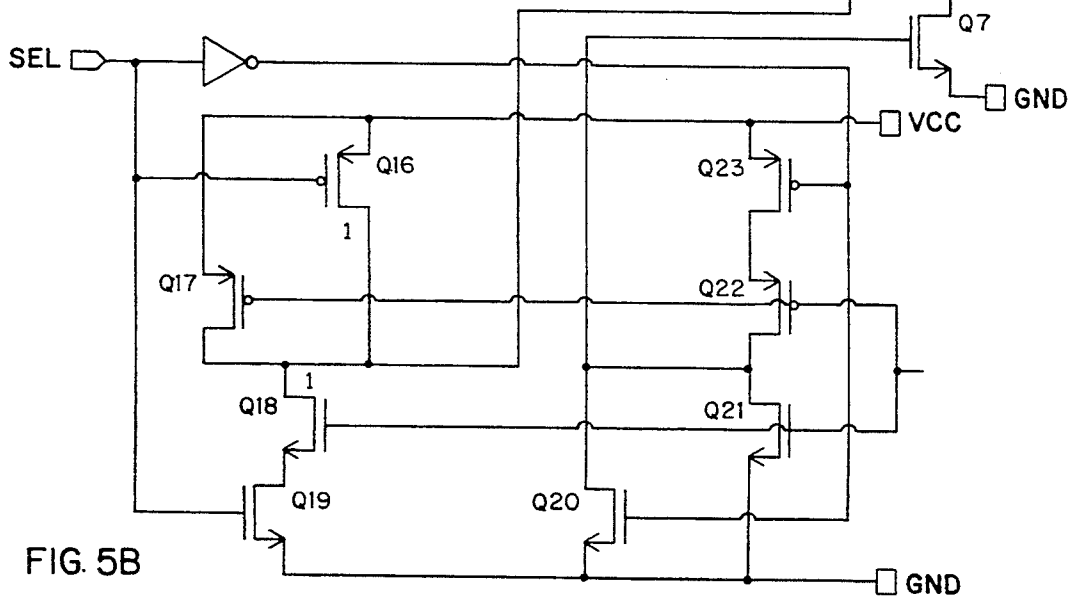 Q7
SEL
GND
VCC
Q16
Q23
1
Q17
Q22
1
Q18
Q21
Q19
Q20
FIG. 5B
GND